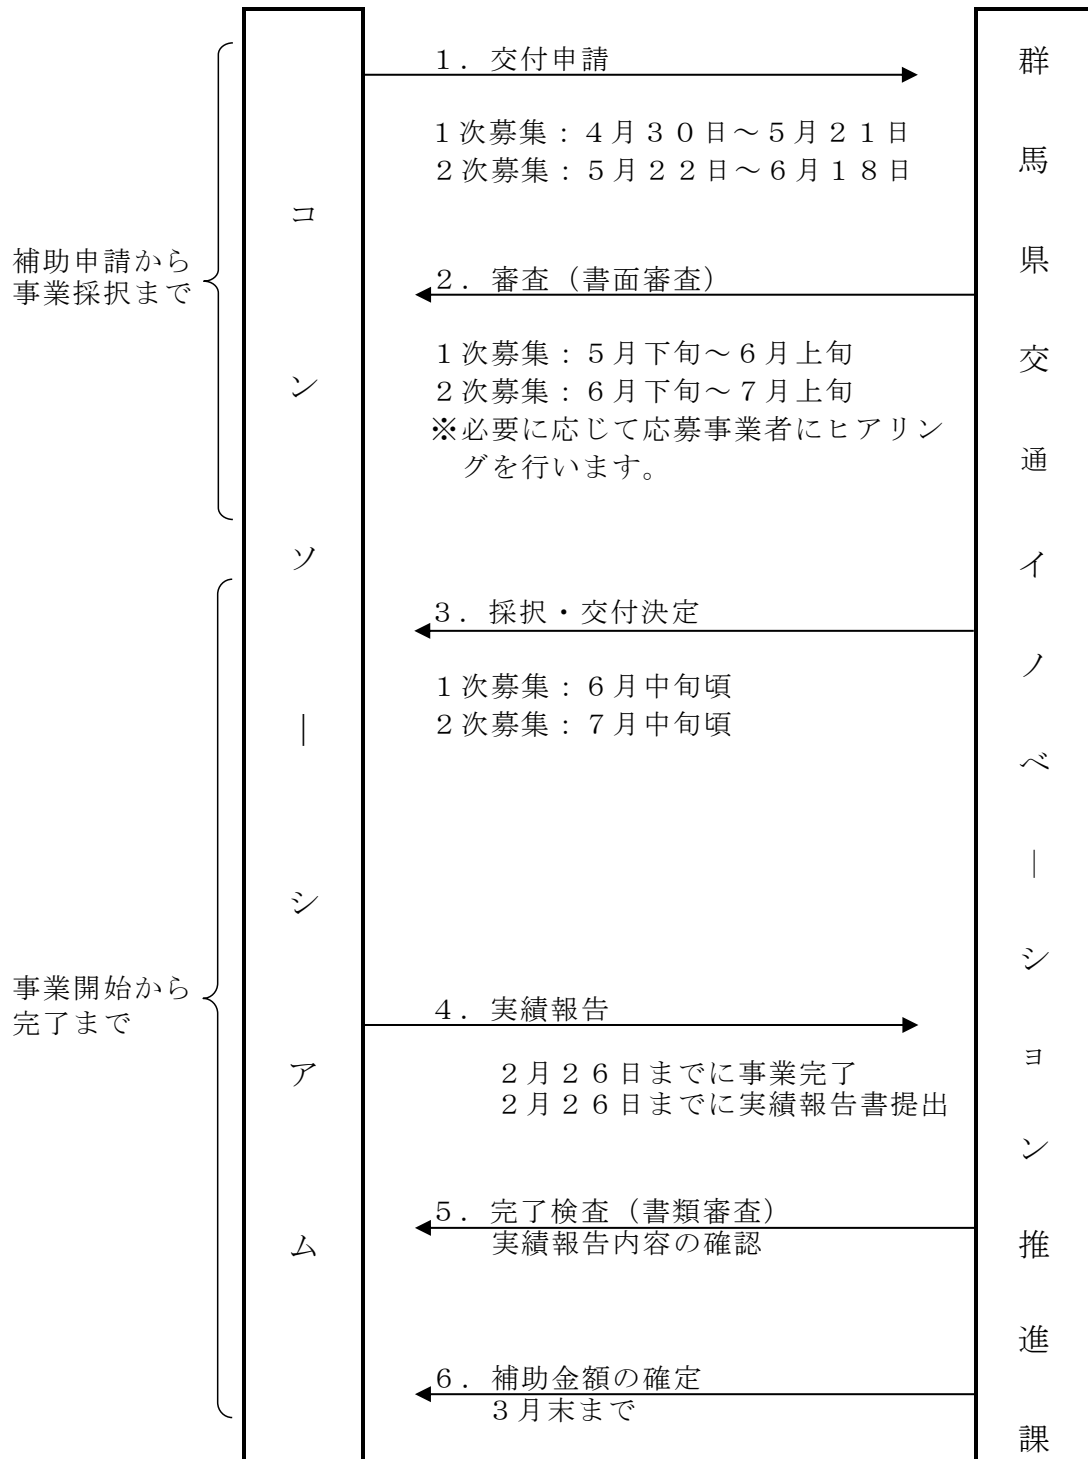 補助申請から
事業採択まで
事業開始から
完了まで
コンソーシアム
１．交付申請
１次募集：４月３０日～５月２１日
２次募集：５月２２日～６月１８日
２．審査（書面審査）
１次募集：５月下旬～６月上旬
２次募集：６月下旬～７月上旬
※必要に応じて応募事業者にヒアリン
グを行います。
３．採択・交付決定
１次募集：６月中旬頃
２次募集：７月中旬頃
４．実績報告
２月２６日までに事業完了
２月２６日までに実績報告書提出
５．完了検査（書類審査）
実績報告内容の確認
６．補助金額の確定
３月末まで
群馬県交通イノベーション推進課